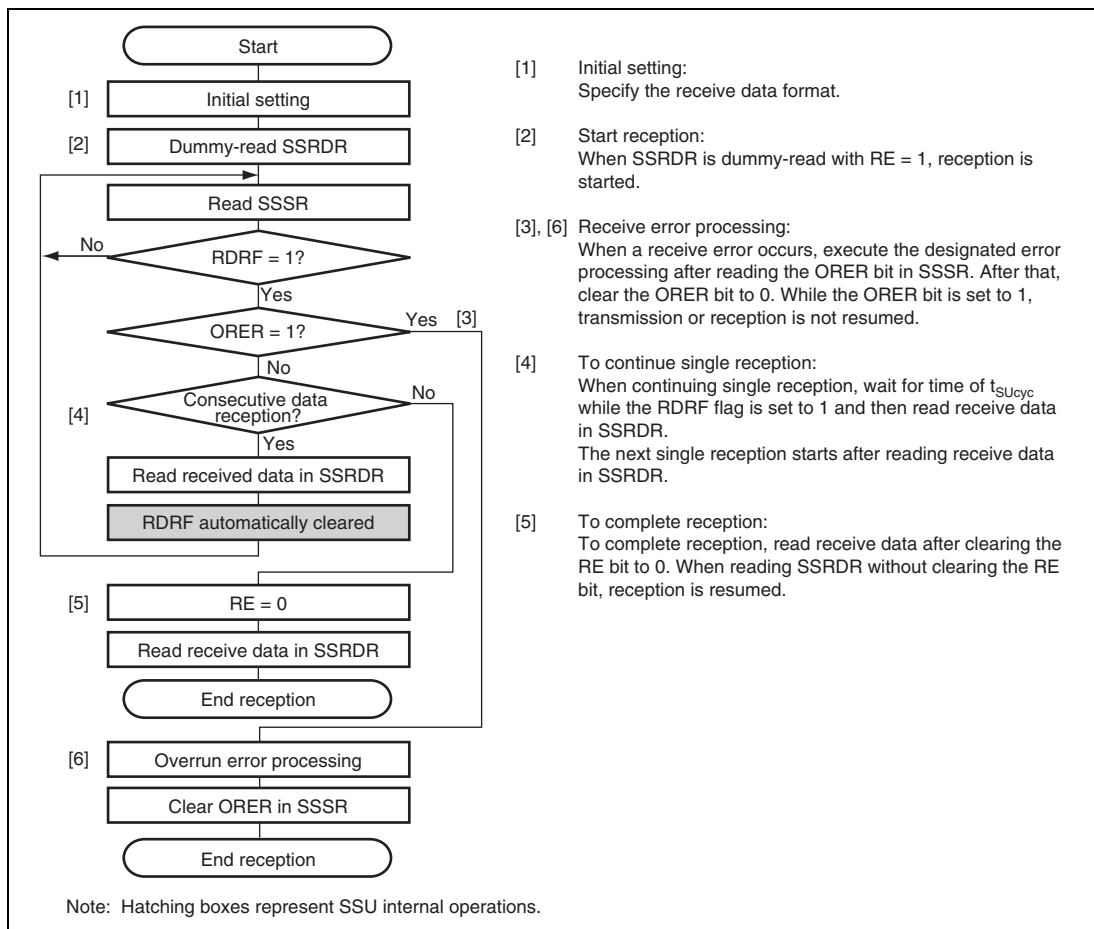 Start
[1] Initial setting
[2] Dummy-read SSRDR
Read SSSR
No
RDRF = 1?
Yes
ORER = 1?
Yes [3]
No
[4] Consecutive data
reception?
No
Yes
Read received data in SSRDR
RDRF automatically cleared
[5] RE = 0
Read receive data in SSRDR
End reception
[6] Overrun error processing
Clear ORER in SSSR
End reception
[1] Initial setting:
Specify the receive data format.
[2] Start reception:
When SSRDR is dummy-read with RE = 1, reception is
started.
[3], [6] Receive error processing:
When a receive error occurs, execute the designated error
processing after reading the ORER bit in SSSR. After that,
clear the ORER bit to 0. While the ORER bit is set to 1,
transmission or reception is not resumed.
[4] To continue single reception:
When continuing single reception, wait for time of tSUcyc
while the RDRF flag is set to 1 and then read receive data
in SSRDR.
The next single reception starts after reading receive data
in SSRDR.
[5] To complete reception:
To complete reception, read receive data after clearing the
RE bit to 0. When reading SSRDR without clearing the RE
bit, reception is resumed.
Note: Hatching boxes represent SSU internal operations.